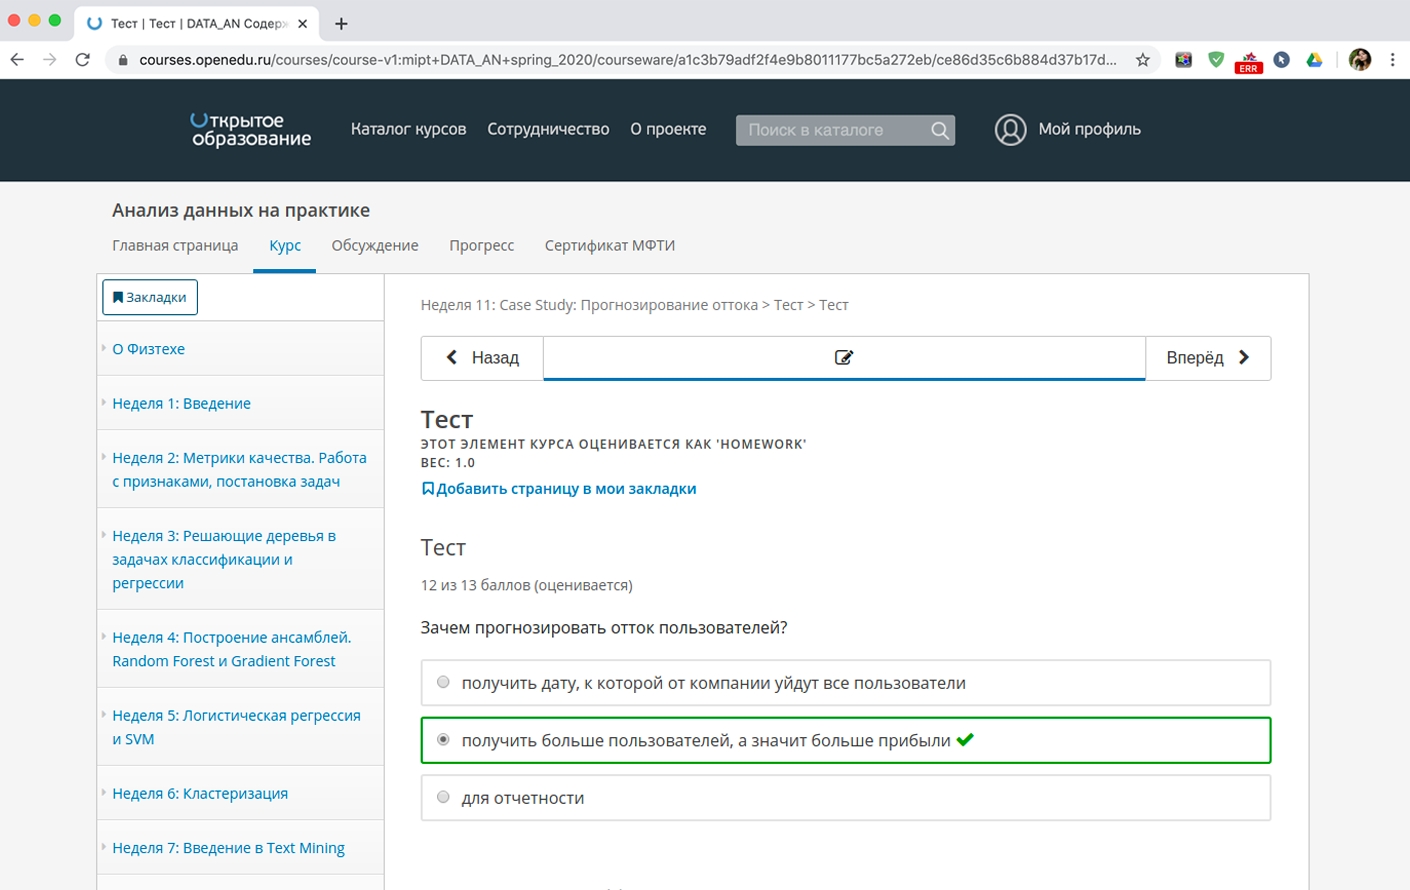 Тест | Тест | DATA_AN Содерж
courses.openedu.ru/courses/course-v1:mipt+DATA_AN+spring_2020/courseware/a1c3b79adf2f4e9b8011177bc5a272eb/ce86d35c6b884d37b17d...
ERR
Открытое образование
Каталог курсов
Сотрудничество
О проекте
Поиск в каталоге
Мой профиль
Анализ данных на практике
Главная страница
Курс
Обсуждение
Прогресс
Сертификат МФТИ
Закладки
О Физтехе
Неделя 1: Введение
Неделя 2: Метрики качества. Работа
с признаками, постановка задач
Неделя 3: Решающие деревья в
задачах классификации и
регрессии
Неделя 4: Построение ансамблей.
Random Forest и Gradient Forest
Неделя 5: Логистическая регрессия
и SVM
Неделя 6: Кластеризация
Неделя 7: Введение в Text Mining
Неделя 11: Case Study: Прогнозирование оттока > Тест > Тест
Назад
Вперёд
Тест
ЭТОТ ЭЛЕМЕНТ КУРСА ОЦЕНИВАЕТСЯ КАК 'HOMEWORK'
ВЕС: 1.0
Добавить страницу в мои закладки
Тест
12 из 13 баллов (оценивается)
Зачем прогнозировать отток пользователей?
получить дату, к которой от компании уйдут все пользователи
получить больше пользователей, а значит больше прибыли
для отчетности